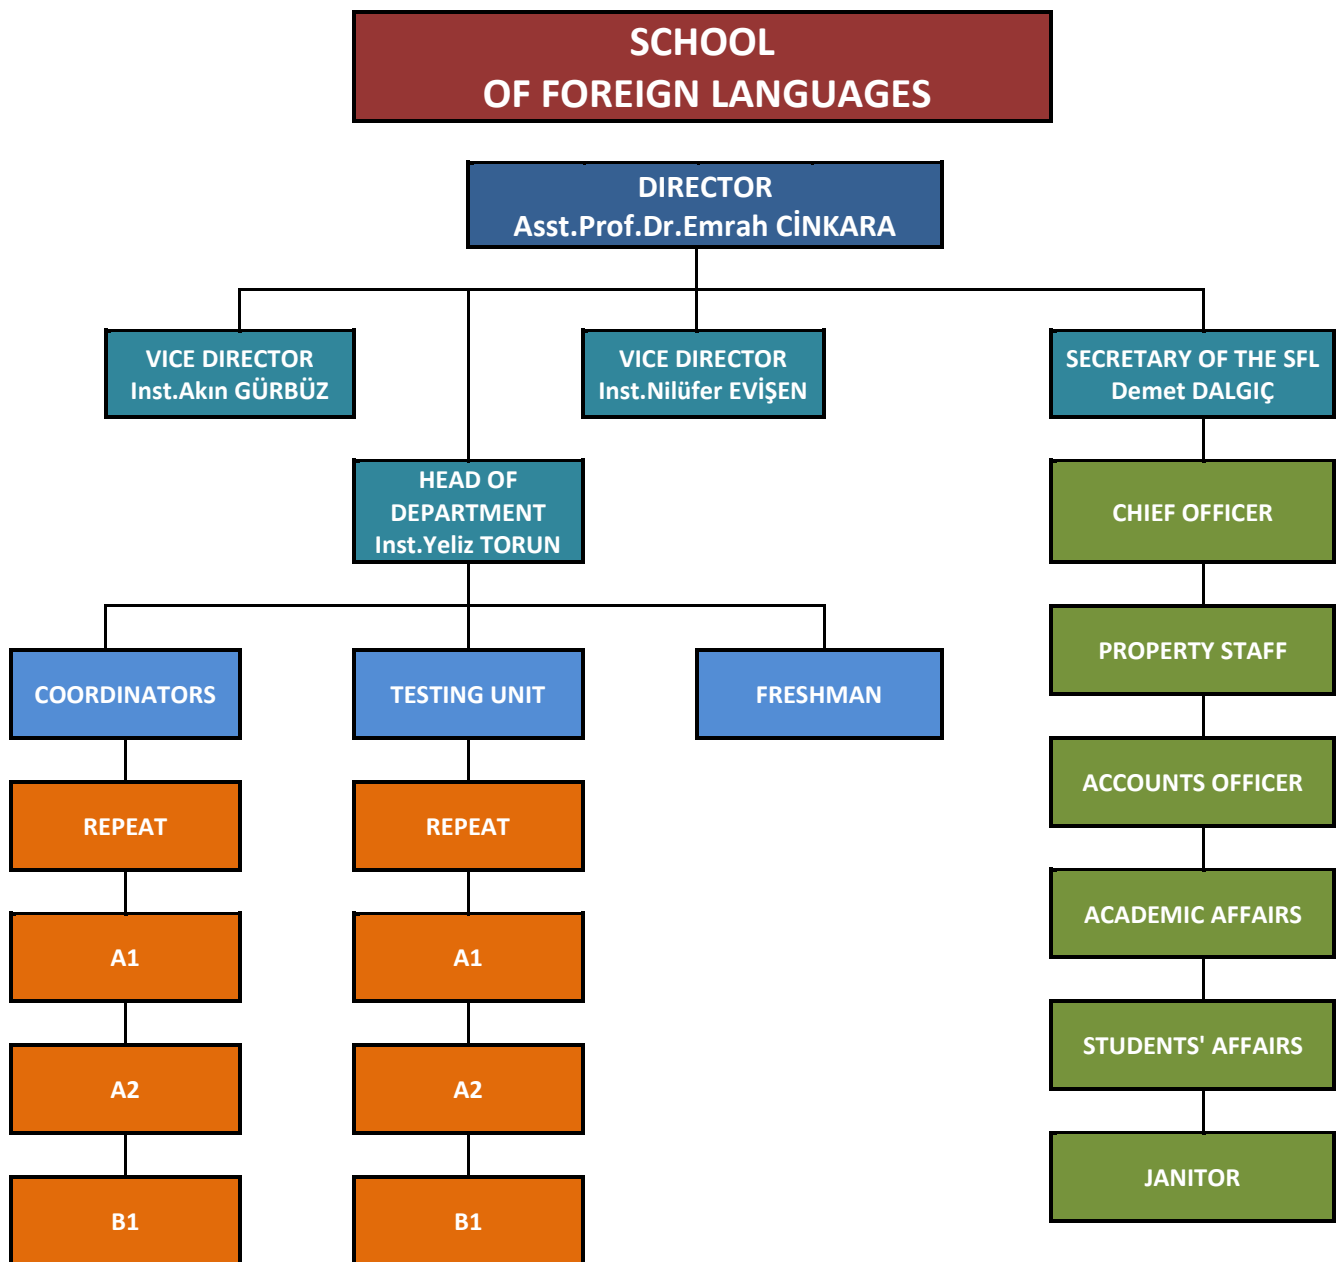 SCHOOL
OF FOREIGN LANGUAGES
DIRECTOR
Asst.Prof.Dr.Emrah CİNKARA
VICE DIRECTOR
Inst.Akın GÜRBÜZ
VICE DIRECTOR
Inst.Nilüfer EVİŞEN
SECRETARY OF THE SFL
Demet DALGIÇ
HEAD OF
DEPARTMENT
Inst.Yeliz TORUN
CHIEF OFFICER
PROPERTY STAFF
COORDINATORS
TESTING UNIT
FRESHMAN
ACCOUNTS OFFICER
REPEAT
REPEAT
ACADEMIC AFFAIRS
A1
A1
STUDENTS' AFFAIRS
A2
A2
JANITOR
B1
B1